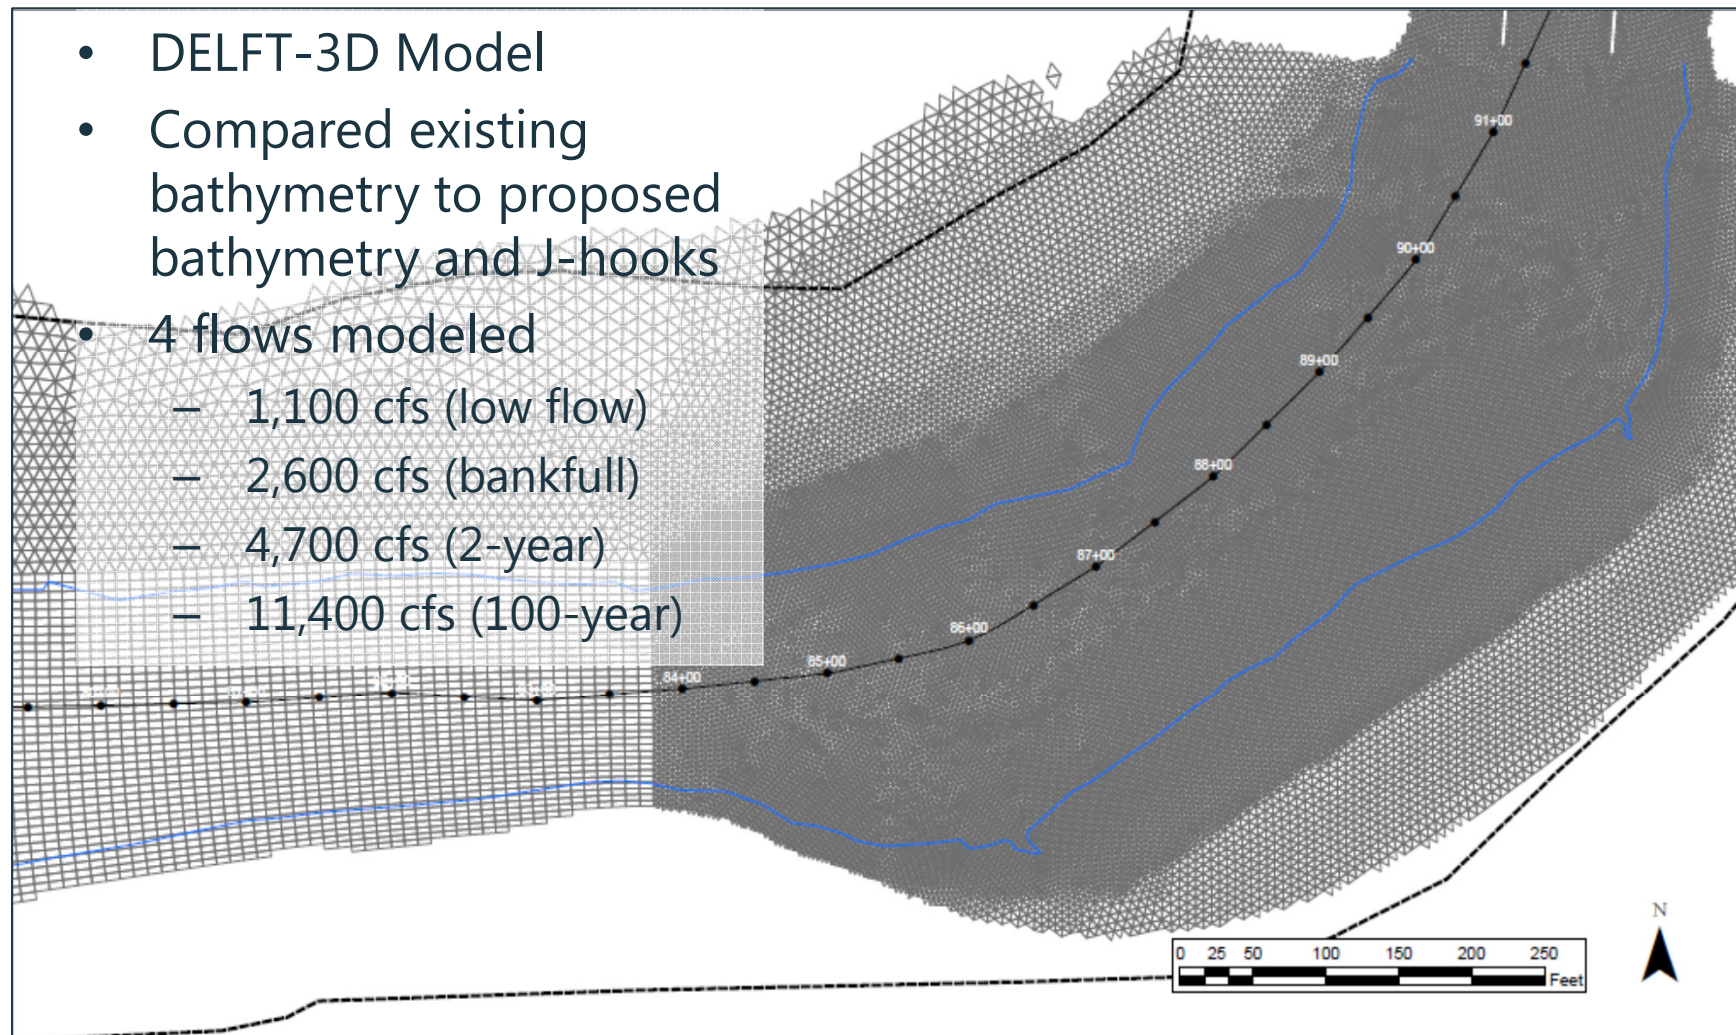 • DELFT-3D Model
• Compared existing
bathymetry to proposed
bathymetry and J-hooks
• 4 flows modeled
– 1,100 cfs (low flow)
– 2,600 cfs (bankfull)
– 4,700 cfs (2-year)
– 11,400 cfs (100-year)
91+00
90+00
89+00
88+00
87+00
86+00
85+00
84+00
N
0 25 50 100 150 200 250
Feet